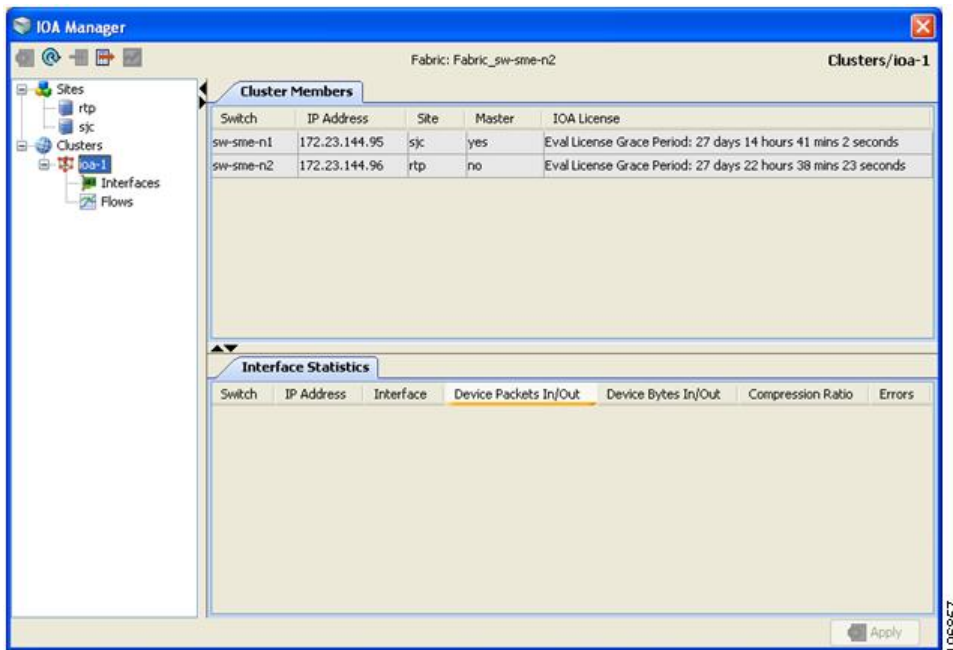 IOA Manager
Fabric: Fabric_sw-sme-n2
Clusters/ioa-1
Sites
rtp
sjc
Clusters
ioa-1
Interfaces
Flows
Cluster Members
Switch IP Address Site Master IOA License
sw-sme-n1 172.23.144.95 sjc yes Eval License Grace Period: 27 days 14 hours 41 mins 2 seconds
sw-sme-n2 172.23.144.96 rtp no Eval License Grace Period: 27 days 22 hours 38 mins 23 seconds
Interface Statistics
Switch IP Address Interface Device Packets In/Out Device Bytes In/Out Compression Ratio Errors
Apply